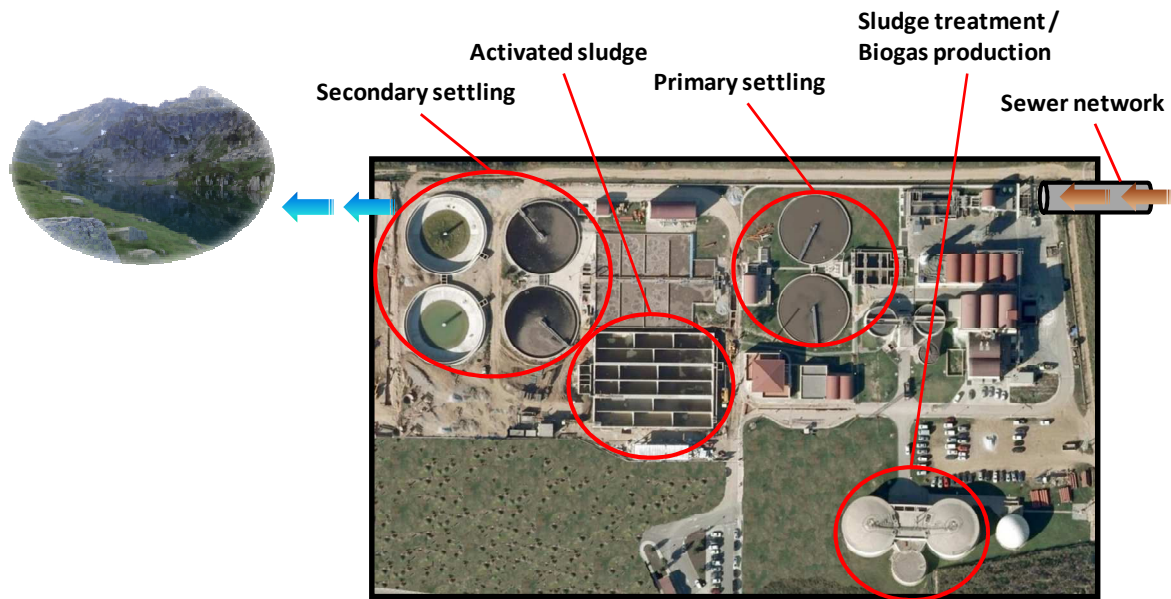 Sludge treatment /
Biogas production
Activated sludge
Primary settling
Secondary settling
Sewer network